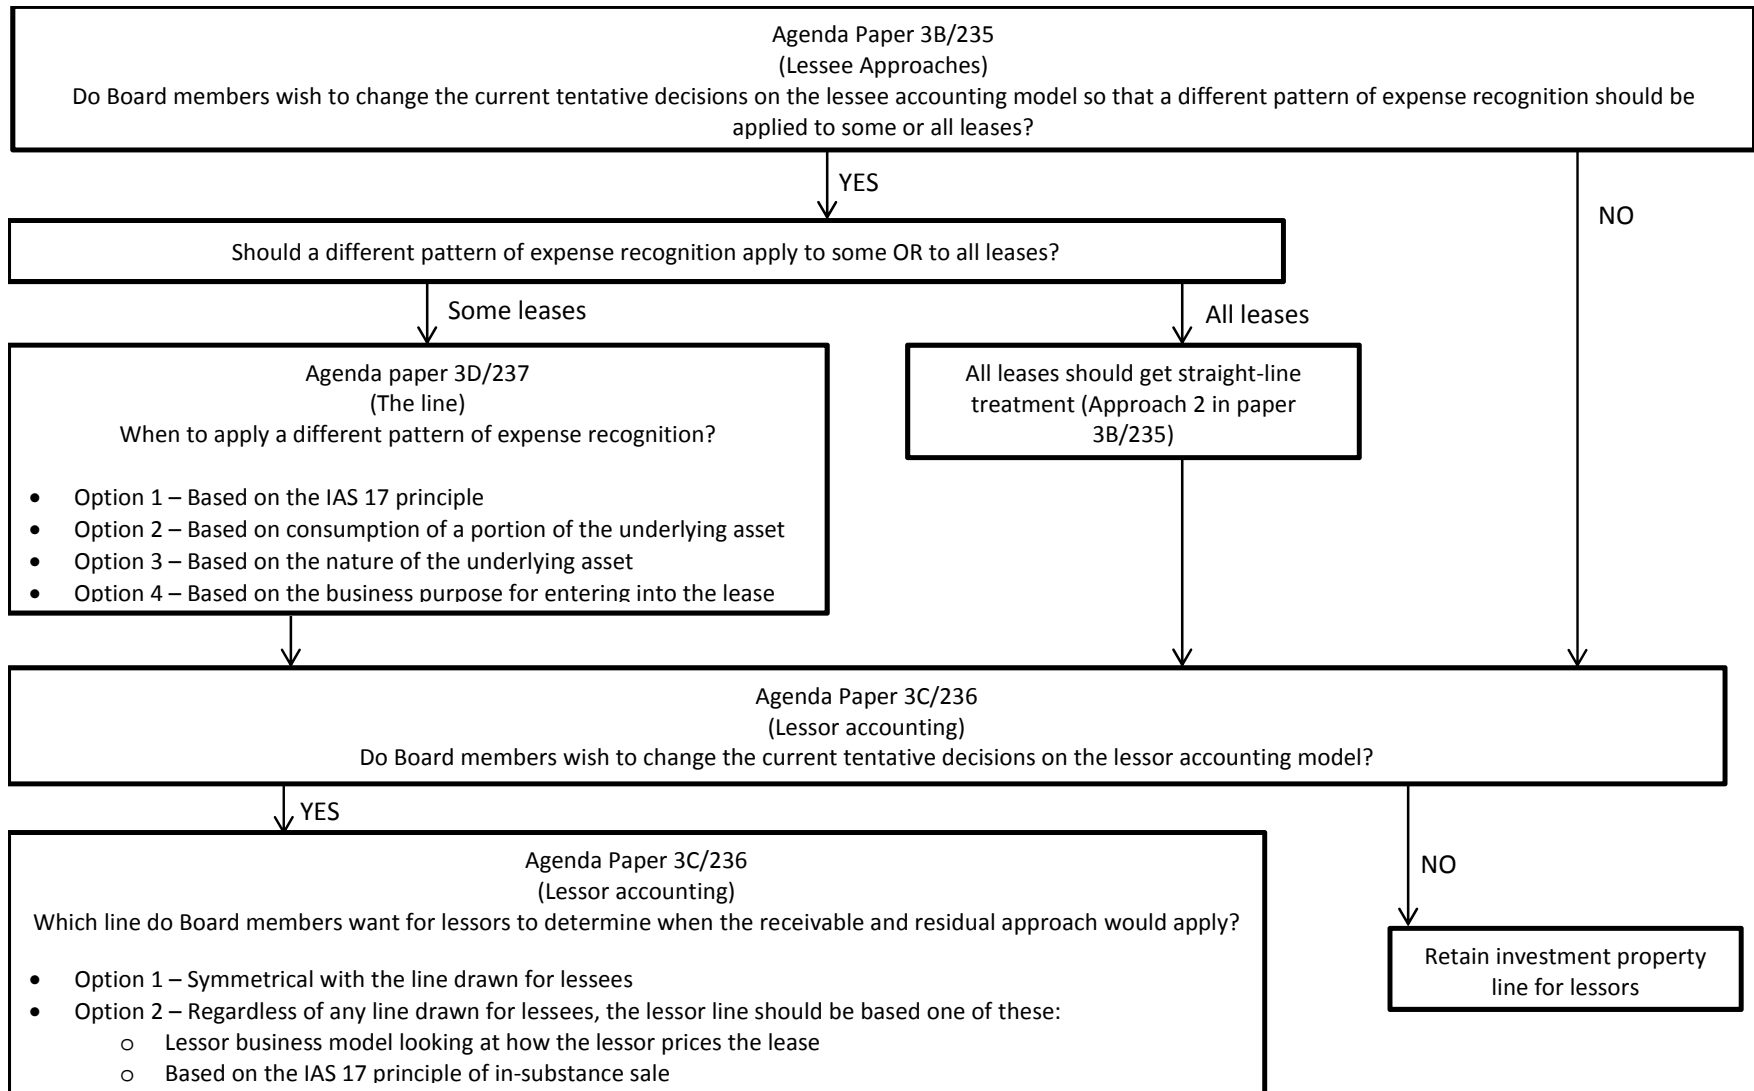 Agenda Paper 3B/235
(Lessee Approaches)
Do Board members wish to change the current tentative decisions on the lessee accounting model so that a different pattern of expense recognition should be
applied to some or all leases?
YES
NO
Should a different pattern of expense recognition apply to some OR to all leases?
Some leases
All leases
Agenda paper 3D/237
(The line)
When to apply a different pattern of expense recognition?
• Option 1 – Based on the IAS 17 principle
• Option 2 – Based on consumption of a portion of the underlying asset
• Option 3 – Based on the nature of the underlying asset
• Option 4 – Based on the business purpose for entering into the lease
All leases should get straight-line
treatment (Approach 2 in paper
3B/235)
Agenda Paper 3C/236
(Lessor accounting)
Do Board members wish to change the current tentative decisions on the lessor accounting model?
YES
NO
Agenda Paper 3C/236
(Lessor accounting)
Which line do Board members want for lessors to determine when the receivable and residual approach would apply?
• Option 1 – Symmetrical with the line drawn for lessees
• Option 2 – Regardless of any line drawn for lessees, the lessor line should be based one of these:
o Lessor business model looking at how the lessor prices the lease
o Based on the IAS 17 principle of in-substance sale
Retain investment property
line for lessors